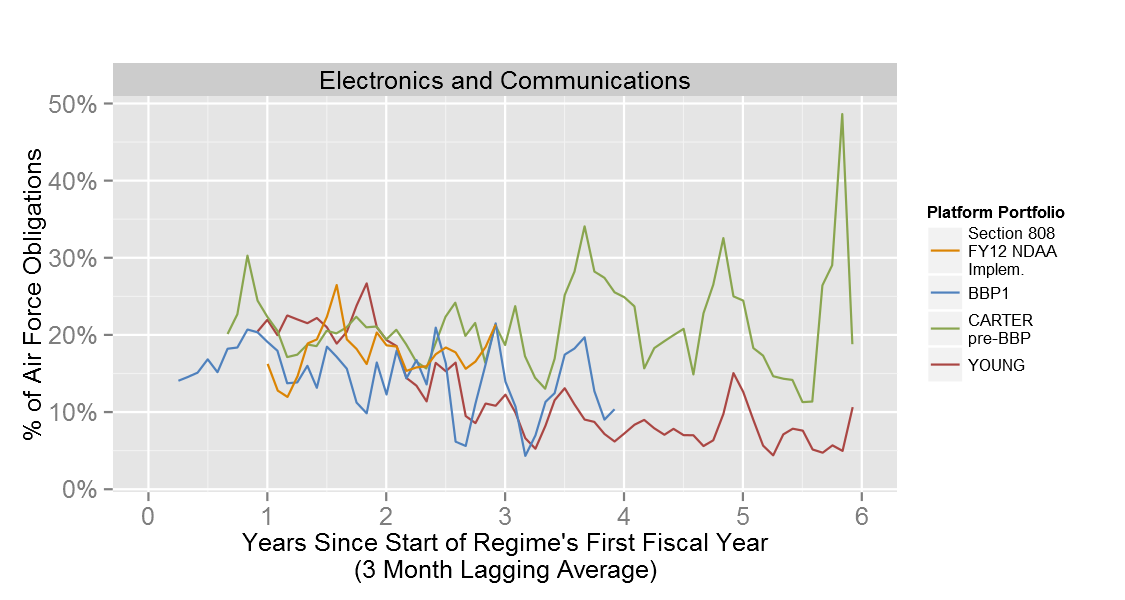 Electronics and Communications
% of Air Force Obligations
50%
40%
30%
20%
10%
0%
0 1 2 3 4 5 6
Years Since Start of Regime's First Fiscal Year
(3 Month Lagging Average)
Platform Portfolio
Section 808
FY12 NDAA
Implem.
BBP1
CARTER
pre-BBP
YOUNG